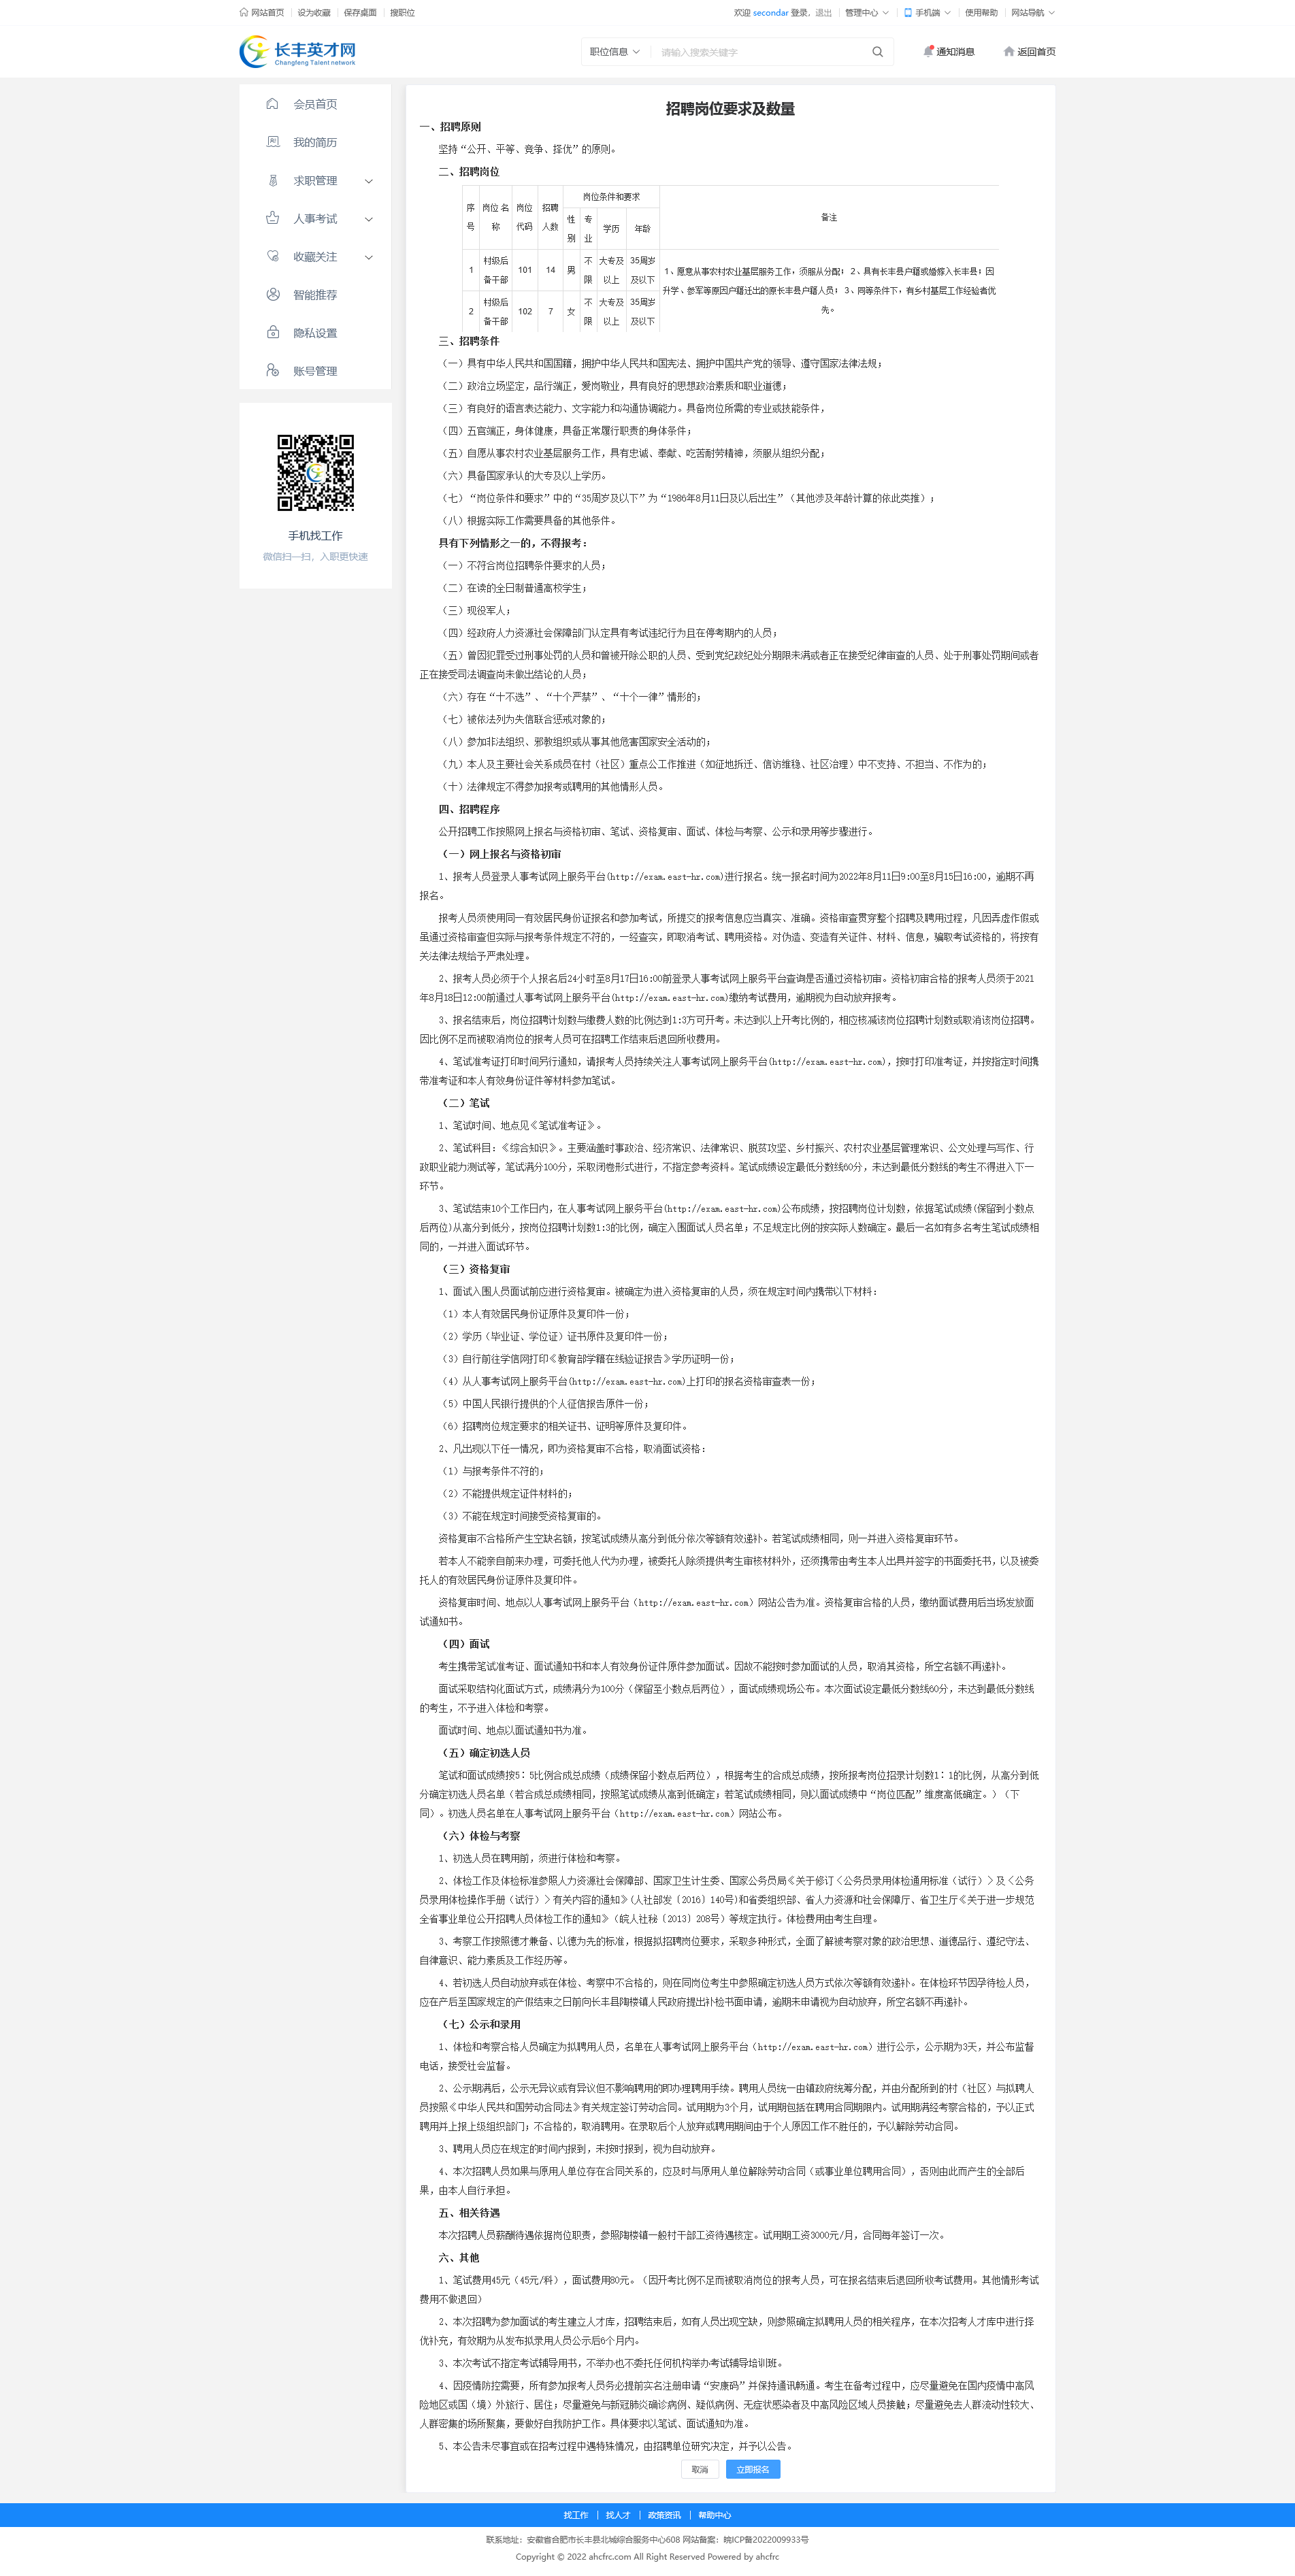 网站首页 设为收藏 保存桌面 搜职位
欢迎 secondar 登录，退出 管理中心 手机端 使用帮助 网站导航
长丰英才网
Changfeng Talent network
职位信息 请输入搜索关键字
通知消息 返回首页
会员首页
我的简历
求职管理
人事考试
收藏关注
智能推荐
隐私设置
账号管理
手机找工作
微信扫一扫，入职更快速
招聘岗位要求及数量
一、招聘原则
坚持“公开、平等、竞争、择优”的原则。
二、招聘岗位
序号 岗位名称 岗位代码 招聘人数 岗位条件和要求 备注
性别 专业 学历 年龄
1 村级后备干部 101 14 男 不限 大专及以上 35周岁及以下
2 村级后备干部 102 7 女 不限 大专及以上 35周岁及以下
1、愿意从事农村农业基层服务工作，须服从分配； 2、具有长丰县户籍或婚嫁入长丰县；因
升学、参军等原因户籍迁出的原长丰县户籍人员； 3、同等条件下，有乡村基层工作经验者优
先。
三、招聘条件
（一）具有中华人民共和国国籍，拥护中华人民共和国宪法、拥护中国共产党的领导、遵守国家法律法规；
（二）政治立场坚定，品行端正，爱岗敬业，具有良好的思想政治素质和职业道德；
（三）有良好的语言表达能力、文字能力和沟通协调能力。具备岗位所需的专业或技能条件，
（四）五官端正，身体健康，具备正常履行职责的身体条件；
（五）自愿从事农村农业基层服务工作，具有忠诚、奉献、吃苦耐劳精神，须服从组织分配；
（六）具备国家承认的大专及以上学历。
（七）“岗位条件和要求”中的“35周岁及以下”为“1986年8月11日及以后出生”（其他涉及年龄计算的依此类推）；
（八）根据实际工作需要具备的其他条件。
具有下列情形之一的，不得报考：
（一）不符合岗位招聘条件要求的人员；
（二）在读的全日制普通高校学生；
（三）现役军人；
（四）经政府人力资源社会保障部门认定具有考试违纪行为且在停考期内的人员；
（五）曾因犯罪受过刑事处罚的人员和曾被开除公职的人员、受到党纪政纪处分期限未满或者正在接受纪律审查的人员、处于刑事处罚期间或者
正在接受司法调查尚未做出结论的人员；
（六）存在“十不选”、“十个严禁”、“十个一律”情形的；
（七）被依法列为失信联合惩戒对象的；
（八）参加非法组织、邪教组织或从事其他危害国家安全活动的；
（九）本人及主要社会关系成员在村（社区）重点公工作推进（如征地拆迁、信访维稳、社区治理）中不支持、不担当、不作为的；
（十）法律规定不得参加报考或聘用的其他情形人员。
四、招聘程序
公开招聘工作按照网上报名与资格初审、笔试、资格复审、面试、体检与考察、公示和录用等步骤进行。
（一）网上报名与资格初审
1、报考人员登录人事考试网上服务平台(http://exam.east-hr.com)进行报名。统一报名时间为2022年8月11日9:00至8月15日16:00，逾期不再
报名。
报考人员须使用同一有效居民身份证报名和参加考试，所提交的报考信息应当真实、准确。资格审查贯穿整个招聘及聘用过程，凡因弄虚作假或
虽通过资格审查但实际与报考条件规定不符的，一经查实，即取消考试、聘用资格。对伪造、变造有关证件、材料、信息，骗取考试资格的，将按有
关法律法规给予严肃处理。
2、报考人员必须于个人报名后24小时至8月17日16:00前登录人事考试网上服务平台查询是否通过资格初审。资格初审合格的报考人员须于2021
年8月18日12:00前通过人事考试网上服务平台(http://exam.east-hr.com)缴纳考试费用，逾期视为自动放弃报考。
3、报名结束后，岗位招聘计划数与缴费人数的比例达到1:3方可开考。未达到以上开考比例的，相应核减该岗位招聘计划数或取消该岗位招聘。
因比例不足而被取消岗位的报考人员可在招聘工作结束后退回所收费用。
4、笔试准考证打印时间另行通知，请报考人员持续关注人事考试网上服务平台(http://exam.east-hr.com)，按时打印准考证，并按指定时间携
带准考证和本人有效身份证件等材料参加笔试。
（二）笔试
1、笔试时间、地点见《笔试准考证》。
2、笔试科目：《综合知识》。主要涵盖时事政治、经济常识、法律常识、脱贫攻坚、乡村振兴、农村农业基层管理常识、公文处理与写作、行
政职业能力测试等，笔试满分100分，采取闭卷形式进行，不指定参考资料。笔试成绩设定最低分数线60分，未达到最低分数线的考生不得进入下一
环节。
3、笔试结束10个工作日内，在人事考试网上服务平台(http://exam.east-hr.com)公布成绩，按招聘岗位计划数，依据笔试成绩(保留到小数点
后两位)从高分到低分，按岗位招聘计划数1:3的比例，确定入围面试人员名单；不足规定比例的按实际人数确定。最后一名如有多名考生笔试成绩相
同的，一并进入面试环节。
（三）资格复审
1、面试入围人员面试前应进行资格复审。被确定为进入资格复审的人员，须在规定时间内携带以下材料：
（1）本人有效居民身份证原件及复印件一份；
（2）学历（毕业证、学位证）证书原件及复印件一份；
（3）自行前往学信网打印《教育部学籍在线验证报告》学历证明一份；
（4）从人事考试网上服务平台(http://exam.east-hr.com)上打印的报名资格审查表一份；
（5）中国人民银行提供的个人征信报告原件一份；
（6）招聘岗位规定要求的相关证书、证明等原件及复印件。
2、凡出现以下任一情况，即为资格复审不合格，取消面试资格：
（1）与报考条件不符的；
（2）不能提供规定证件材料的；
（3）不能在规定时间接受资格复审的。
资格复审不合格所产生空缺名额，按笔试成绩从高分到低分依次等额有效递补。若笔试成绩相同，则一并进入资格复审环节。
若本人不能亲自前来办理，可委托他人代为办理，被委托人除须提供考生审核材料外，还须携带由考生本人出具并签字的书面委托书，以及被委
托人的有效居民身份证原件及复印件。
资格复审时间、地点以人事考试网上服务平台（http://exam.east-hr.com）网站公告为准。资格复审合格的人员，缴纳面试费用后当场发放面
试通知书。
（四）面试
考生携带笔试准考证、面试通知书和本人有效身份证件原件参加面试。因故不能按时参加面试的人员，取消其资格，所空名额不再递补。
面试采取结构化面试方式，成绩满分为100分（保留至小数点后两位），面试成绩现场公布。本次面试设定最低分数线60分，未达到最低分数线
的考生，不予进入体检和考察。
面试时间、地点以面试通知书为准。
（五）确定初选人员
笔试和面试成绩按5：5比例合成总成绩（成绩保留小数点后两位），根据考生的合成总成绩，按所报考岗位招录计划数1：1的比例，从高分到低
分确定初选人员名单（若合成总成绩相同，按照笔试成绩从高到低确定；若笔试成绩相同，则以面试成绩中“岗位匹配”维度高低确定。）（下
同）。初选人员名单在人事考试网上服务平台（http://exam.east-hr.com）网站公布。
（六）体检与考察
1、初选人员在聘用前，须进行体检和考察。
2、体检工作及体检标准参照人力资源社会保障部、国家卫生计生委、国家公务员局《关于修订〈公务员录用体检通用标准（试行）〉及〈公务
员录用体检操作手册（试行）〉有关内容的通知》(人社部发〔2016〕140号)和省委组织部、省人力资源和社会保障厅、省卫生厅《关于进一步规范
全省事业单位公开招聘人员体检工作的通知》（皖人社秘〔2013〕208号）等规定执行。体检费用由考生自理。
3、考察工作按照德才兼备、以德为先的标准，根据拟招聘岗位要求，采取多种形式，全面了解被考察对象的政治思想、道德品行、遵纪守法、
自律意识、能力素质及工作经历等。
4、若初选人员自动放弃或在体检、考察中不合格的，则在同岗位考生中参照确定初选人员方式依次等额有效递补。在体检环节因孕待检人员，
应在产后至国家规定的产假结束之日前向长丰县陶楼镇人民政府提出补检书面申请，逾期未申请视为自动放弃，所空名额不再递补。
（七）公示和录用
1、体检和考察合格人员确定为拟聘用人员，名单在人事考试网上服务平台（http://exam.east-hr.com）进行公示，公示期为3天，并公布监督
电话，接受社会监督。
2、公示期满后，公示无异议或有异议但不影响聘用的即办理聘用手续。聘用人员统一由镇政府统筹分配，并由分配所到的村（社区）与拟聘人
员按照《中华人民共和国劳动合同法》有关规定签订劳动合同。试用期为3个月，试用期包括在聘用合同期限内。试用期满经考察合格的，予以正式
聘用并上报上级组织部门；不合格的，取消聘用。在录取后个人放弃或聘用期间由于个人原因工作不胜任的，予以解除劳动合同。
3、聘用人员应在规定的时间内报到，未按时报到，视为自动放弃。
4、本次招聘人员如果与原用人单位存在合同关系的，应及时与原用人单位解除劳动合同（或事业单位聘用合同），否则由此而产生的全部后
果，由本人自行承担。
五、相关待遇
本次招聘人员薪酬待遇依据岗位职责，参照陶楼镇一般村干部工资待遇核定。试用期工资3000元/月，合同每年签订一次。
六、其他
1、笔试费用45元（45元/科），面试费用80元。（因开考比例不足而被取消岗位的报考人员，可在报名结束后退回所收考试费用。其他情形考试
费用不做退回）
2、本次招聘为参加面试的考生建立人才库，招聘结束后，如有人员出现空缺，则参照确定拟聘用人员的相关程序，在本次招考人才库中进行择
优补充，有效期为从发布拟录用人员公示后6个月内。
3、本次考试不指定考试辅导用书，不举办也不委托任何机构举办考试辅导培训班。
4、因疫情防控需要，所有参加报考人员务必提前实名注册申请“安康码”并保持通讯畅通。考生在备考过程中，应尽量避免在国内疫情中高风
险地区或国（境）外旅行、居住；尽量避免与新冠肺炎确诊病例、疑似病例、无症状感染者及中高风险区域人员接触；尽量避免去人群流动性较大、
人群密集的场所聚集，要做好自我防护工作。具体要求以笔试、面试通知为准。
5、本公告未尽事宜或在招考过程中遇特殊情况，由招聘单位研究决定，并予以公告。
取消 立即报名
找工作 找人才 政策资讯 帮助中心
联系地址：安徽省合肥市长丰县北城综合服务中心608 网站备案：皖ICP备2022009933号
Copyright © 2022 ahcfrc.com All Right Reserved Powered by ahcfrc